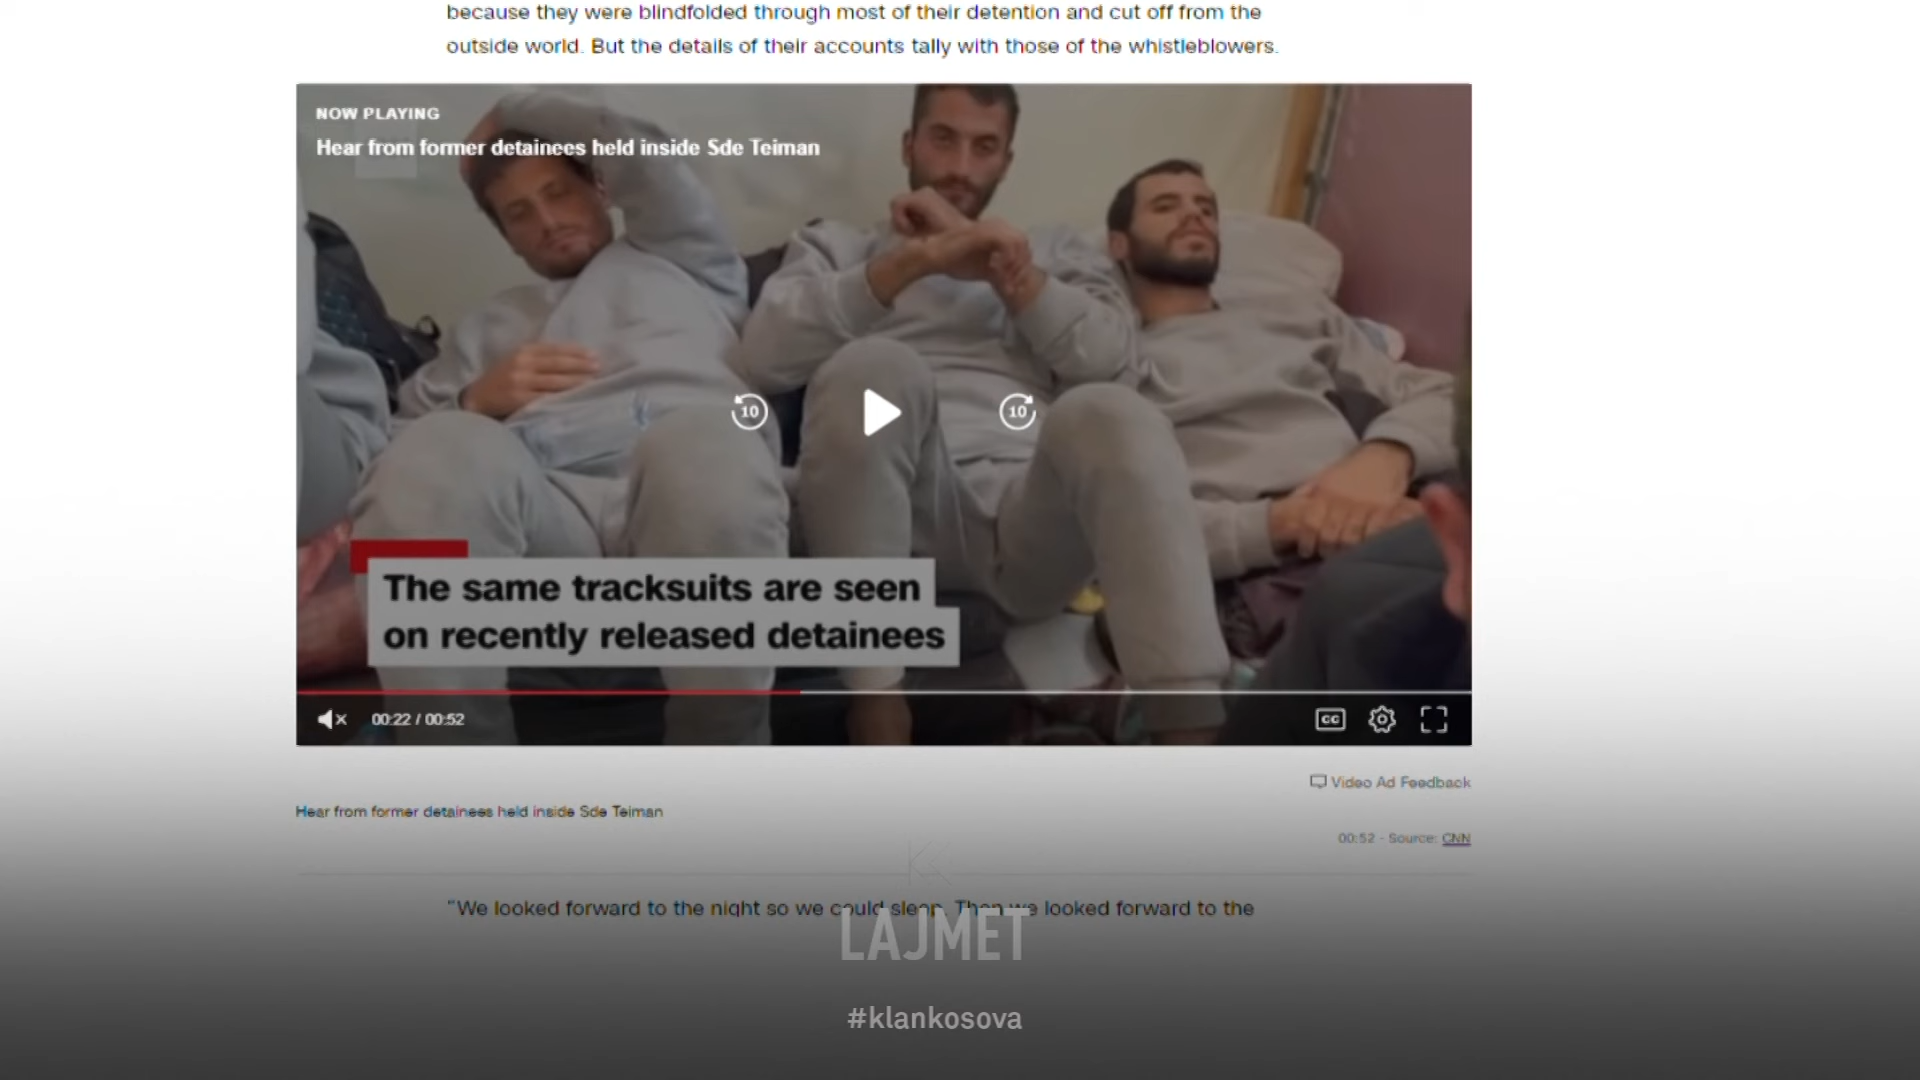 because they were blindfolded through most of their detention and cut off from the
outside world. But the details of their accounts tally with those of the whistleblowers.
NOW PLAYING
Hear from former detainees held inside Sde Teiman
10
10
The same tracksuits are seen
on recently released detainees
00:22 / 00:52
CC
Video Ad Feedback
Hear from former detainees held inside Sde Teiman
00:52 - Source: CNN
"We looked forward to the night so we could sleep. Then we looked forward to the
LAJMET
#klankosova